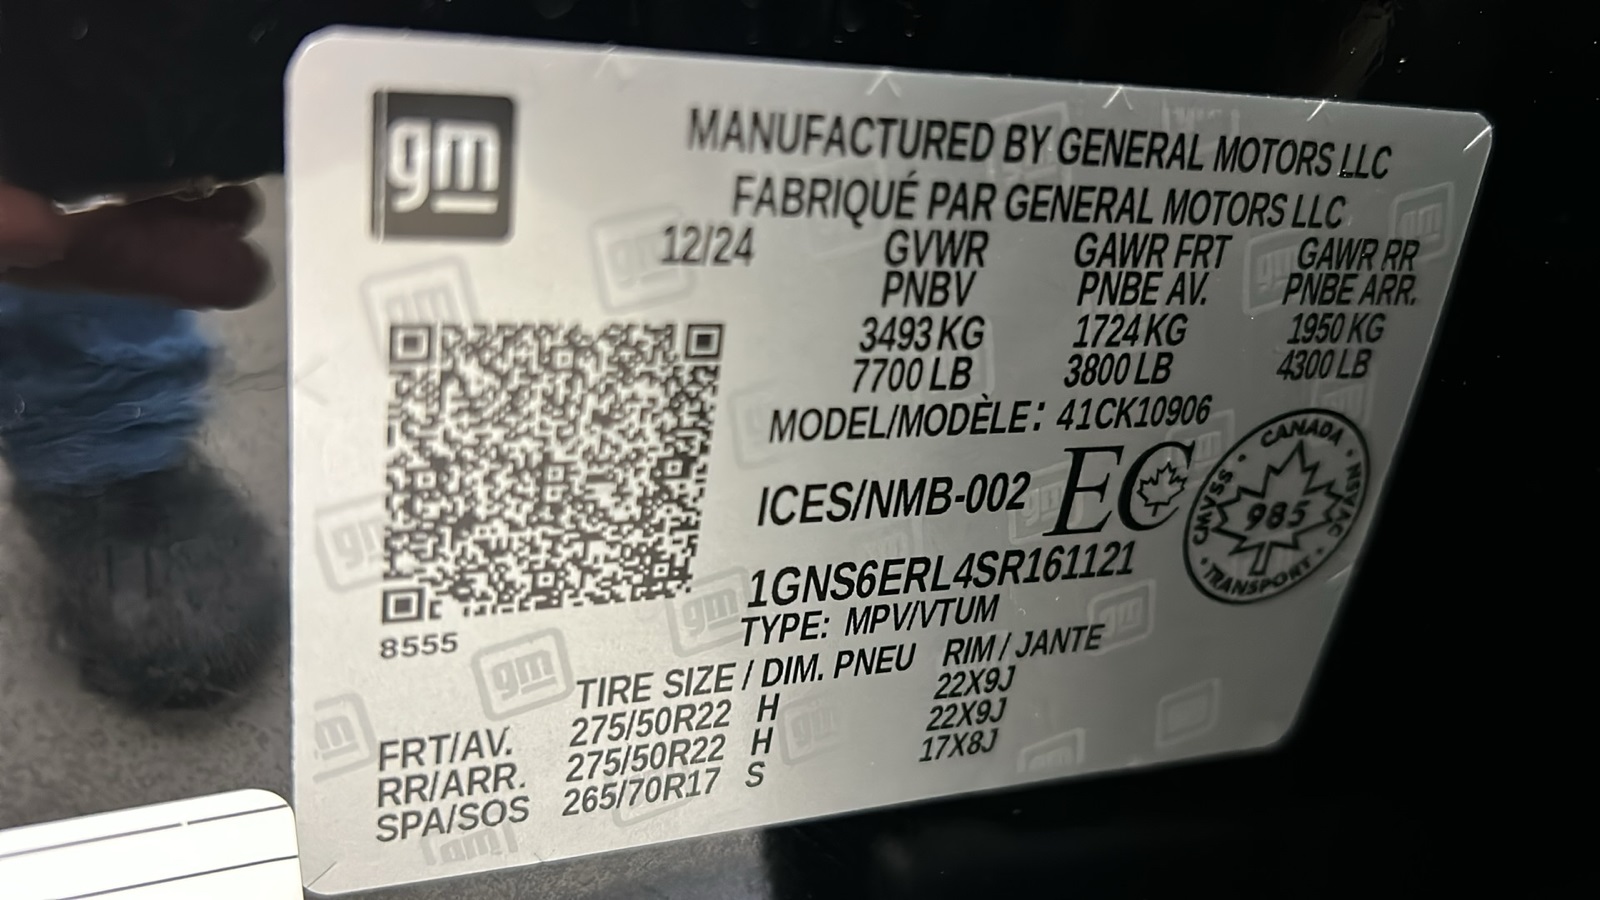 gm
MANUFACTURED BY GENERAL MOTORS LLC
FABRIQUÉ PAR GENERAL MOTORS LLC
12/24 GVWR GAWR FRT GAWR RR
PNBV PNBE AV. PNBE ARR.
3493 KG 1724 KG 1950 KG
7700 LB 3800 LB 4300 LB
MODEL/MODÈLE: 41CK10906
ICES/NMB-002 EC
CANADA
CMVSS 985 NSVAC
TRANSPORT
1GNS6ERL4SR161121
TYPE: MPV/VTUM
8555
TIRE SIZE / DIM. PNEU RIM / JANTE
FRT/AV. 275/50R22 H 22X9J
RR/ARR. 275/50R22 H 22X9J
SPA/SOS 265/70R17 S 17X8J